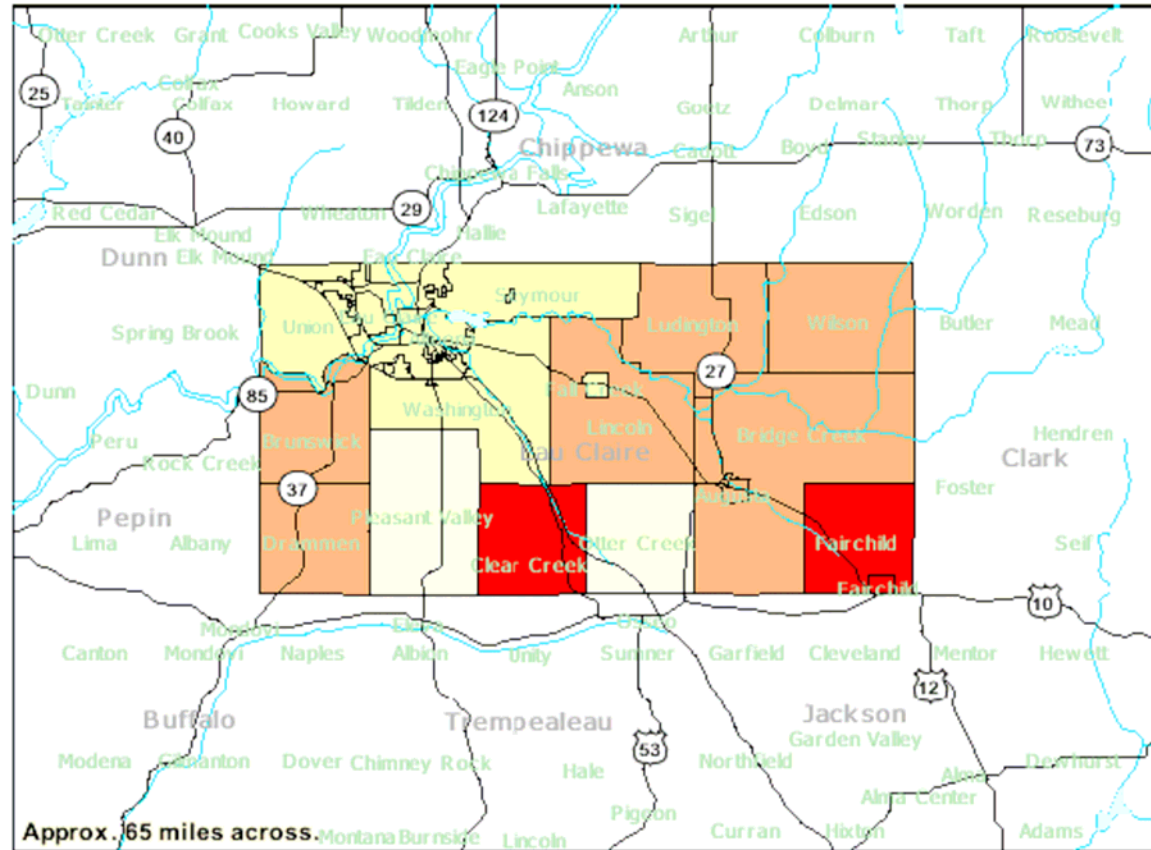 Otter Creek Grant Cooks Valley Woodmohr Arthur Colburn Taft Roosevelt
Eagle Point
Colfax Anson
25 Tainter Colfax Howard Tilden Goetz Delmar Thorp Withee
124
40 Stanley Thorp 73
Chippewa Cadott Boyd
Chippewa Falls
29 Lafayette
Red Cedar Wheaton Sigel Edson Worden Reseburg
Elk Mound Hallie
Dunn Elk Mound Eau Claire
Seymour
Spring Brook Union Eau Claire Ludington Wilson Butler Mead
27
Dunn 85 Fall Creek
Washington
Peru Brunswick Lincoln Bridge Creek Hendren
Rock Creek Eau Claire Clark
37 Augusta Foster
Pepin Pleasant Valley
Lima Albany Drammen Otter Creek Fairchild Seif
Clear Creek
Fairchild
10
Mondovi Eleva Osseo
Canton Mondovi Naples Albion Unity Sumner Garfield Cleveland Mentor Hewett
12
Buffalo Trempealeau Jackson
53 Garden Valley
Modena Gilmanton Dover Chimney Rock Hale Northfield Alma Dewhurst
Alma Center
Pigeon
Approx. 65 miles across. Montana Burnside Lincoln Curran Hixton Adams